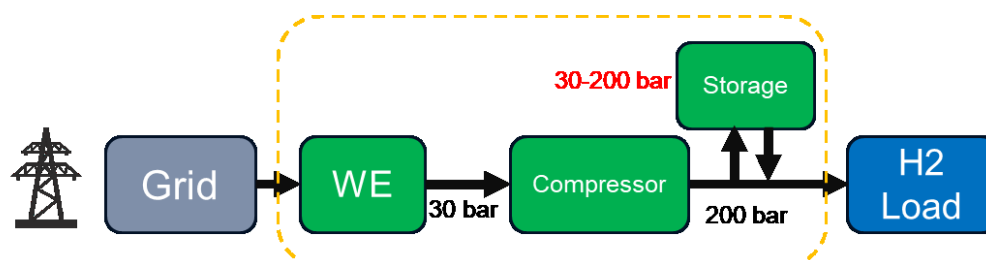 30-200 bar
Storage
Grid
WE
30 bar
Compressor
200 bar
H2
Load